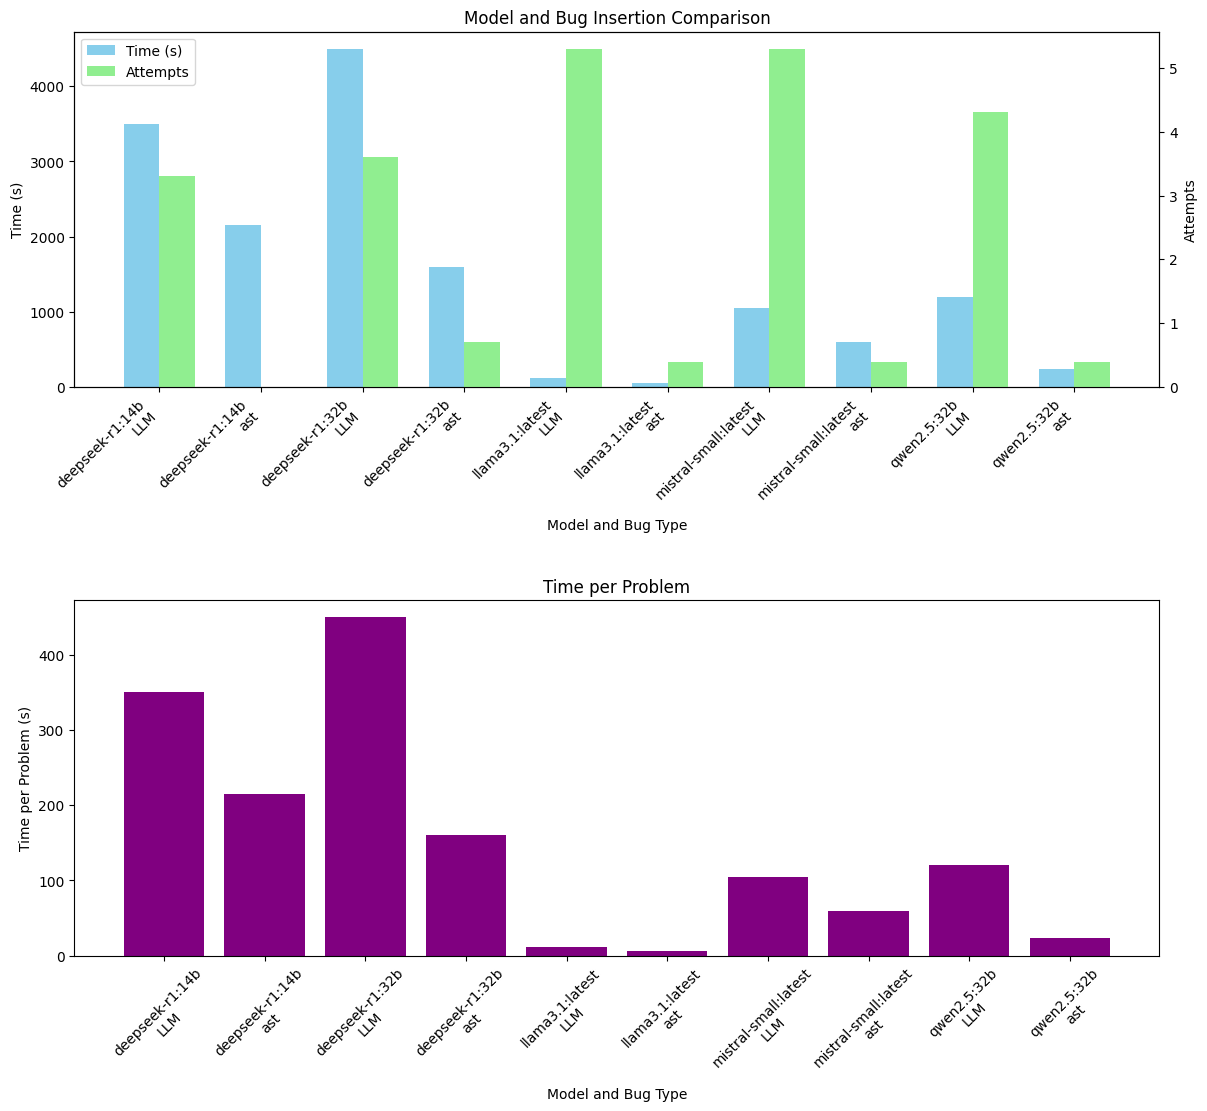 Model and Bug Insertion Comparison
Time (s)
Attempts
4000
3000
2000
1000
0
Time (s)
5
4
3
2
1
0
Attempts
deepseek-r1:14b
LLM
deepseek-r1:14b
ast
deepseek-r1:32b
LLM
deepseek-r1:32b
ast
llama3.1:latest
LLM
llama3.1:latest
ast
mistral-small:latest
LLM
mistral-small:latest
ast
qwen2.5:32b
LLM
qwen2.5:32b
ast
Model and Bug Type
Time per Problem
400
300
200
100
0
Time per Problem (s)
deepseek-r1:14b
LLM
deepseek-r1:14b
ast
deepseek-r1:32b
LLM
deepseek-r1:32b
ast
llama3.1:latest
LLM
llama3.1:latest
ast
mistral-small:latest
LLM
mistral-small:latest
ast
qwen2.5:32b
LLM
qwen2.5:32b
ast
Model and Bug Type